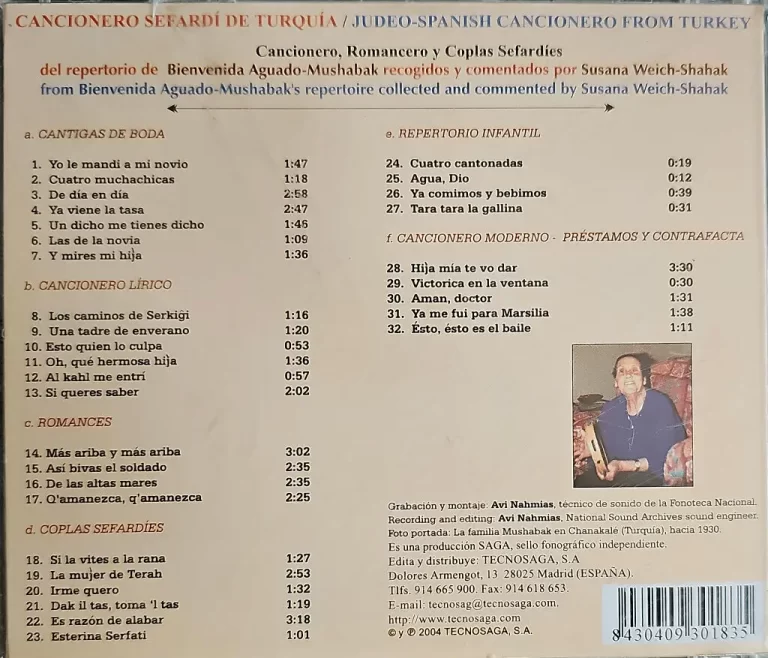 CANCIONERO SEFARDÍ DE TURQUÍA / JUDEO-SPANISH CANCIONERO FROM TURKEY
Cancionero, Romancero y Coplas Sefardíes
del repertorio de Bienvenida Aguado-Mushabak recogidos y comentados por Susana Weich-Shahak
from Bienvenida Aguado-Mushabak's repertoire collected and commented by Susana Weich-Shahak
a. CANTIGAS DE BODA
1. Yo le mandi a mi novio 1:47
2. Cuatro muchachicas 1:18
3. De día en día 2:58
4. Ya viene la tasa 2:47
5. Un dicho me tienes dicho 1:46
6. Las de la novia 1:09
7. Y mires mi hija 1:36
b. CANCIONERO LÍRICO
8. Los caminos de Serkigi 1:16
9. Una tadre de enverano 1:20
10. Esto quien lo culpa 0:53
11. Oh, qué hermosa hija 1:36
12. Al kahl me entrí 0:57
13. Si queres saber 2:02
c. ROMANCES
14. Más ariba y más ariba 3:02
15. Así bivas el soldado 2:35
16. De las altas mares 2:35
17. Q'amanezca, q'amanezca 2:25
d. COPLAS SEFARDÍES
18. Si la vites a la rana 1:27
19. La mujer de Terah 2:53
20. Irme quero 1:32
21. Dak il tas, toma 'l tas 1:19
22. Es razón de alabar 3:18
23. Esterina Serfati 1:01
e. REPERTORIO INFANTIL
24. Cuatro cantonadas 0:19
25. Agua, Dio 0:12
26. Ya comimos y bebimos 0:39
27. Tara tara la gallina 0:31
f. CANCIONERO MODERNO - PRÉSTAMOS Y CONTRAFACTA
28. Hija mía te vo dar 3:30
29. Victorica en la ventana 0:30
30. Aman, doctor 1:31
31. Ya me fui para Marsilia 1:38
32. Ésto, ésto es el baile 1:11
Grabación y montaje: Avi Nahmias, técnico de sonido de la Fonoteca Nacional.
Recording and editing: Avi Nahmias, National Sound Archives sound engineer.
Foto portada: La familia Mushabak en Chanakale (Turquía), hacia 1930.
Es una producción SAGA, sello fonográfico independiente.
Edita y distribuye: TECNOSAGA, S.A
Dolores Armengot, 13 28025 Madrid (ESPAÑA).
Tlfs. 914 665 900. Fax: 914 618 653.
E-mail: tecnosag@tecnosaga.com.
http://www.tecnosaga.com
© y ℗ 2004 TECNOSAGA, S.A.
8430409301835